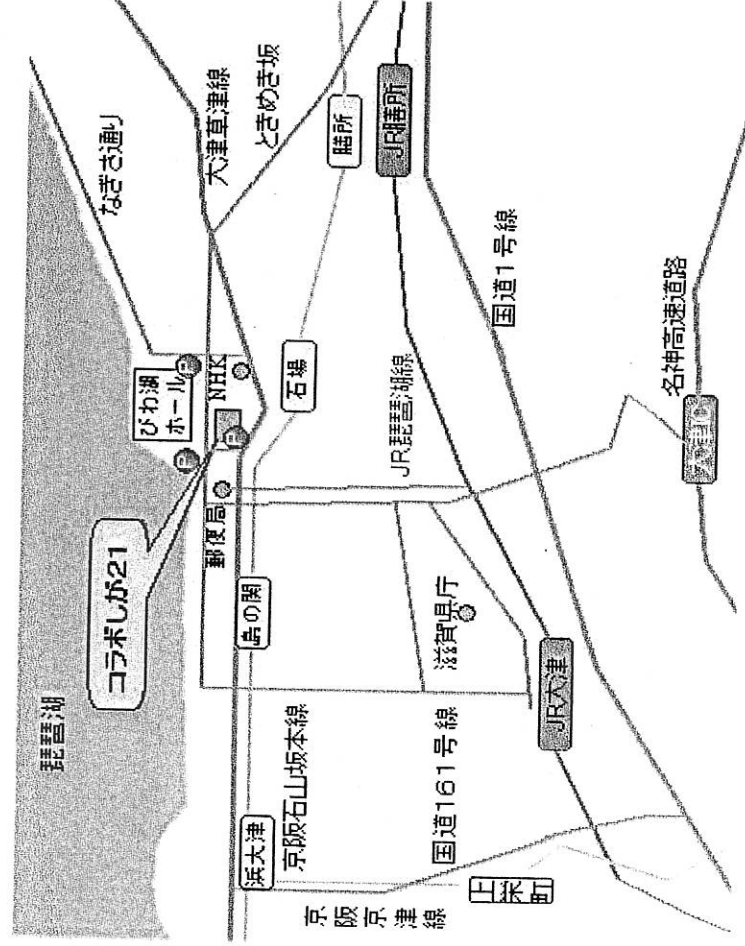 琵琶湖
コラボしが21
びわ湖
ホール
なぎさ通り
大津草津線
ときめき坂
NHK
郵便局
膳所
JR膳所
石場
島の関
浜大津
京阪石山坂本線
JR琵琶湖線
国道1号線
滋賀県庁
国道161号線
JR大津
名神高速道路
上栄町
京阪京津線